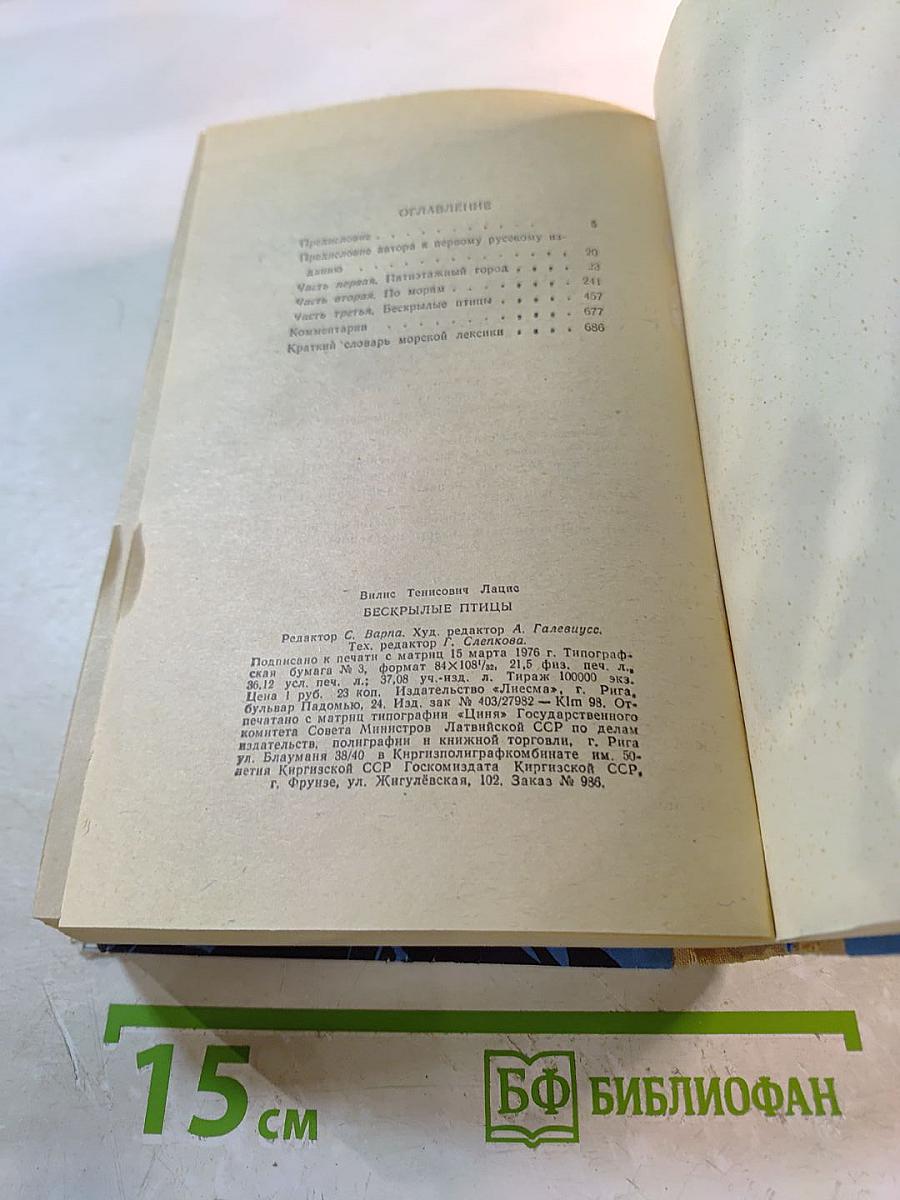 ОГЛАВЛЕНИЕ
Предисловие . . . . . . . . . . 5
Предисловие автора к первому русскому из-
данию . . . . . . . . . . 20
Часть первая. Пятиэтажный город . . . . 23
Часть вторая. По морям . . . . . . . 241
Часть третья. Бескрылые птицы . . . . . 457
Комментарии . . . . . . . . . . 677
Краткий словарь морской лексики . . . . 686
Вилис Тенисович Лацис
БЕСКРЫЛЫЕ ПТИЦЫ
Редактор С. Варпа. Худ. редактор А. Галевиусс.
Тех. редактор Г. Слепкова.
Подписано к печати с матриц 15 марта 1976 г. Типограф-
ская бумага № 3, формат 84×108¹/₃₂, 21,5 физ. печ. л.,
36,12 усл. печ. л.; 37,08 уч.-изд. л. Тираж 100000 экз.
Цена 1 руб. 23 коп. Издательство «Лиесма», г. Рига,
бульвар Падомью, 24. Изд. зак № 403/27982 — Klm 98. От-
печатано с матриц типографии «Циня» Государственного
комитета Совета Министров Латвийской ССР по делам
издательств, полиграфии и книжной торговли, г. Рига
ул. Блауманя 38/40 в Киргизполиграфкомбинате им. 50-
летия Киргизской ССР Госкомиздата Киргизской ССР,
г. Фрунзе, ул. Жигулёвская, 102. Заказ № 986.
15 см
БФ БИБЛИОФАН